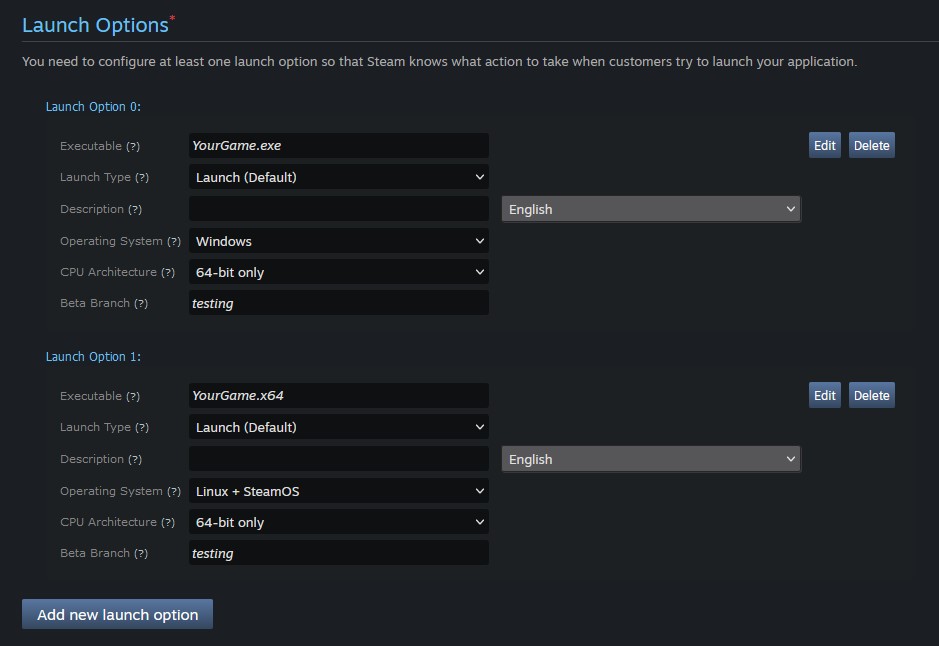 Launch Options*
You need to configure at least one launch option so that Steam knows what action to take when customers try to launch your application.
Launch Option 0:
Executable (?) YourGame.exe Edit Delete
Launch Type (?) Launch (Default)
Description (?) English
Operating System (?) Windows
CPU Architecture (?) 64-bit only
Beta Branch (?) testing
Launch Option 1:
Executable (?) YourGame.x64 Edit Delete
Launch Type (?) Launch (Default)
Description (?) English
Operating System (?) Linux + SteamOS
CPU Architecture (?) 64-bit only
Beta Branch (?) testing
Add new launch option